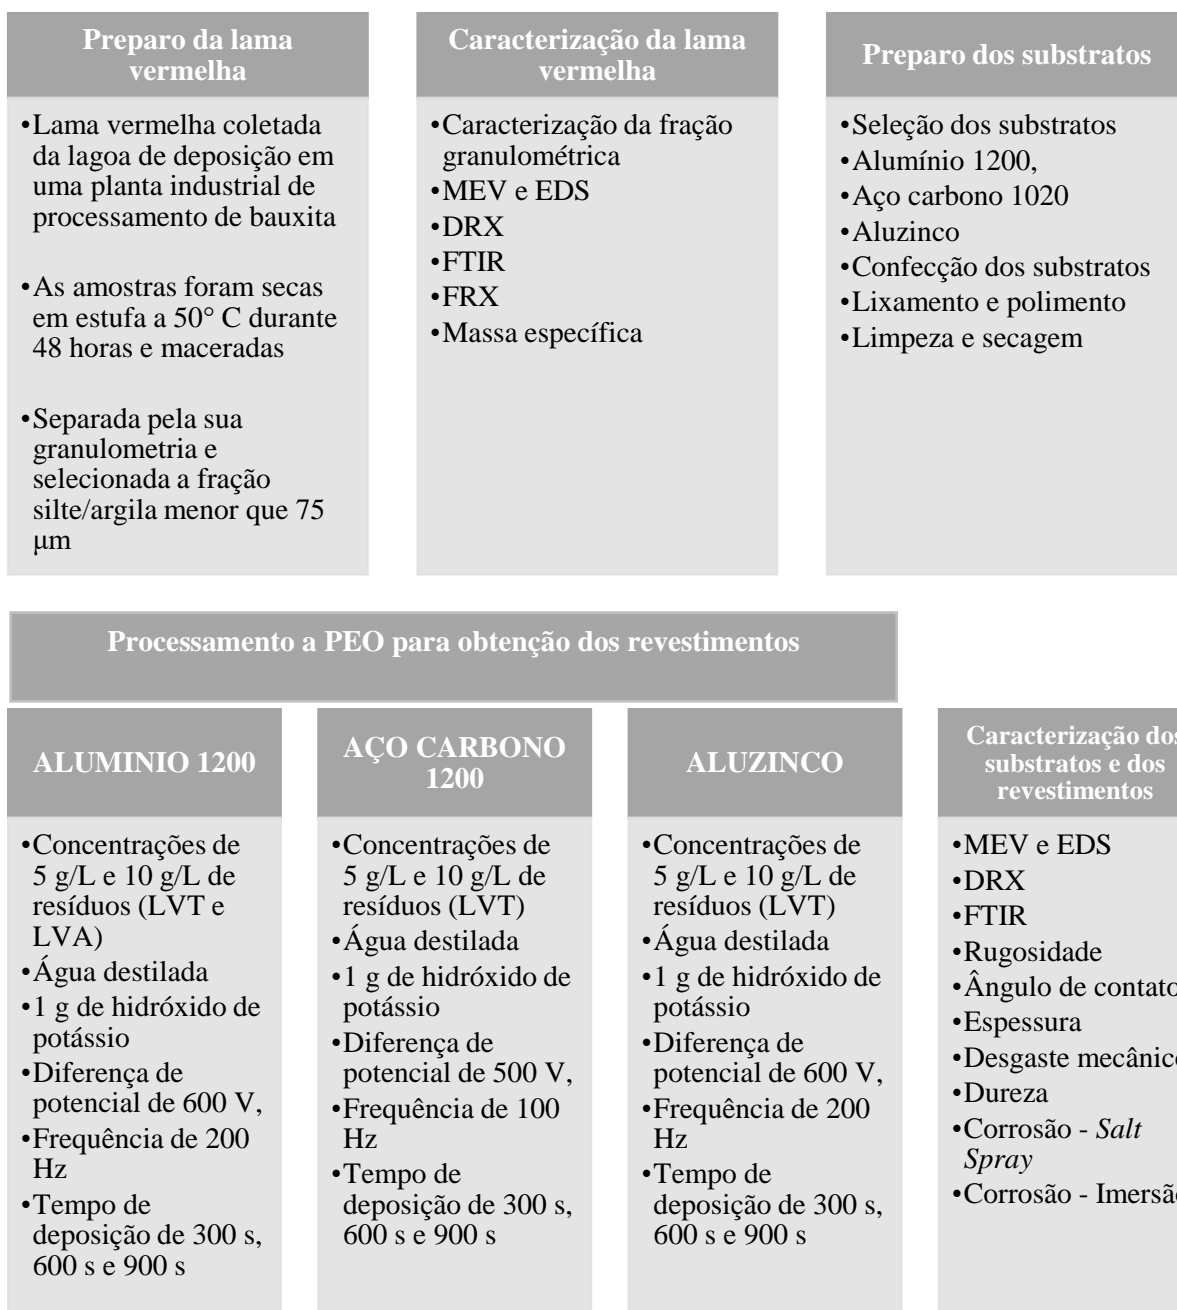 Preparo da lama
vermelha
•Lama vermelha coletada
da lagoa de deposição em
uma planta industrial de
processamento de bauxita
•As amostras foram secas
em estufa a 50° C durante
48 horas e maceradas
•Separada pela sua
granulometria e
selecionada a fração
silte/argila menor que 75
μm
Caracterização da lama
vermelha
•Caracterização da fração
granulométrica
•MEV e EDS
•DRX
•FTIR
•FRX
•Massa específica
Preparo dos substratos
•Seleção dos substratos
•Alumínio 1200,
•Aço carbono 1020
•Aluzinco
•Confecção dos substratos
•Lixamento e polimento
•Limpeza e secagem
Processamento a PEO para obtenção dos revestimentos
ALUMINIO 1200
•Concentrações de
5 g/L e 10 g/L de
resíduos (LVT e
LVA)
•Água destilada
•1 g de hidróxido de
potássio
•Diferença de
potencial de 600 V,
•Frequência de 200
Hz
•Tempo de
deposição de 300 s,
600 s e 900 s
AÇO CARBONO
1200
•Concentrações de
5 g/L e 10 g/L de
resíduos (LVT)
•Água destilada
•1 g de hidróxido de
potássio
•Diferença de
potencial de 500 V,
•Frequência de 100
Hz
•Tempo de
deposição de 300 s,
600 s e 900 s
ALUZINCO
•Concentrações de
5 g/L e 10 g/L de
resíduos (LVT)
•Água destilada
•1 g de hidróxido de
potássio
•Diferença de
potencial de 600 V,
•Frequência de 200
Hz
•Tempo de
deposição de 300 s,
600 s e 900 s
Caracterização dos
substratos e dos
revestimentos
•MEV e EDS
•DRX
•FTIR
•Rugosidade
•Ângulo de contato
•Espessura
•Desgaste mecânico
•Dureza
•Corrosão - Salt
Spray
•Corrosão - Imersão